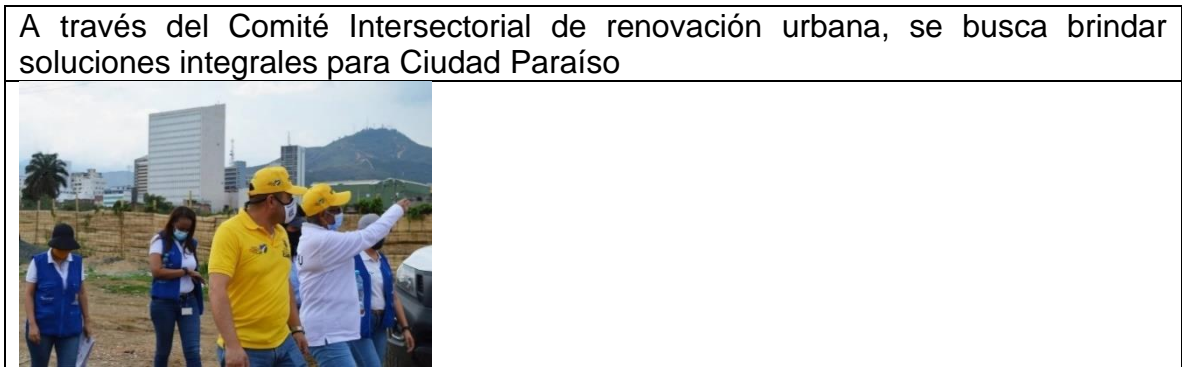 A través del Comité Intersectorial de renovación urbana, se busca brindar
soluciones integrales para Ciudad Paraíso